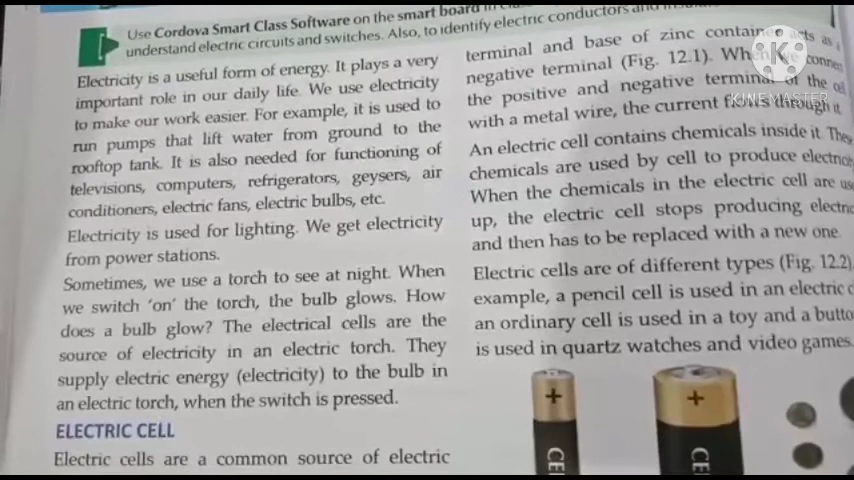 Use Cordova Smart Class Software on the smart board in
understand electric circuits and switches. Also, to identify electric conductors and
Electricity is a useful form of energy. It plays a very
important role in our daily life. We use electricity
to make our work easier. For example, it is used to
run pumps that lift water from ground to the
rooftop tank. It is also needed for functioning of
televisions, computers, refrigerators, geysers, air
conditioners, electric fans, electric bulbs, etc.
Electricity is used for lighting. We get electricity
from power stations.
Sometimes, we use a torch to see at night. When
we switch 'on' the torch, the bulb glows. How
does a bulb glow? The electrical cells are the
source of electricity in an electric torch. They
supply electric energy (electricity) to the bulb in
an electric torch, when the switch is pressed.
ELECTRIC CELL
Electric cells are a common source of electric
terminal and base of zinc container acts as
negative terminal (Fig. 12.1). When we
the positive and negative terminal of the
with a metal wire, the current flows through it
An electric cell contains chemicals inside it.
chemicals are used by cell to produce
When the chemicals in the electric cell are
up, the electric cell stops producing
and then has to be replaced with a new one
Electric cells are of different types (Fig. 12.2)
example, a pencil cell is used in an electric
an ordinary cell is used in a toy and a
is used in quartz watches and video games.
+
+
CE
CE
KINEMASTER